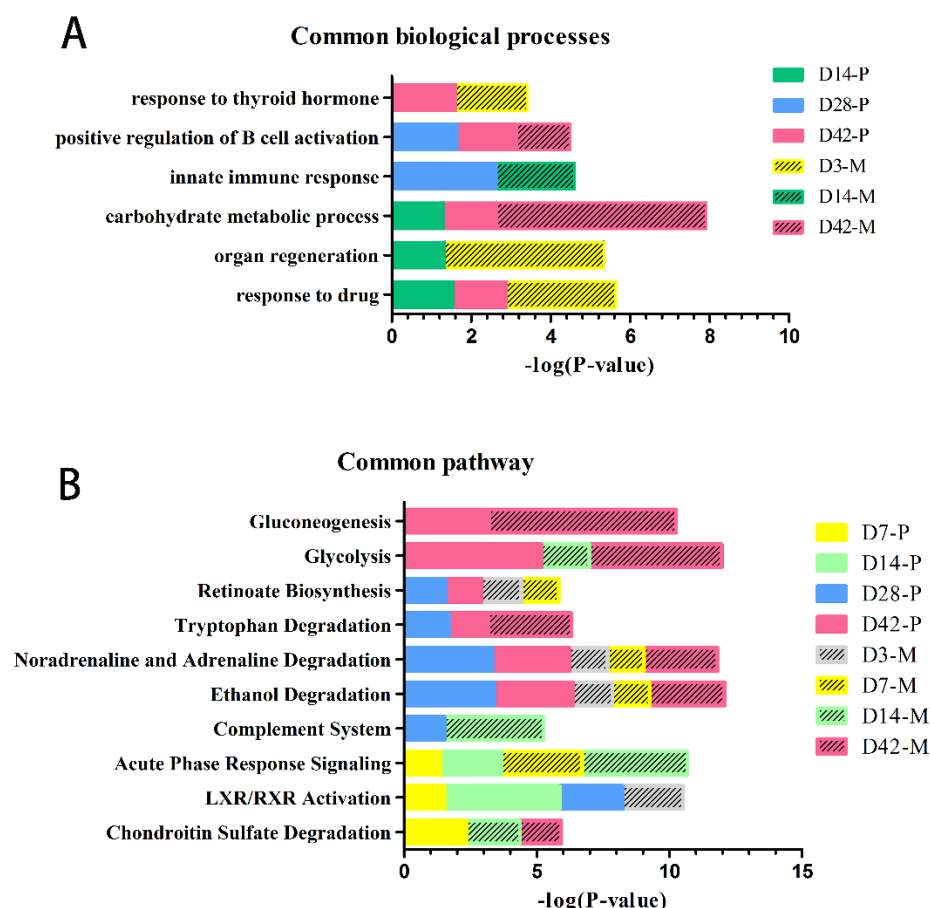 A
Common biological processes
response to thyroid hormone
positive regulation of B cell activation
innate immune response
carbohydrate metabolic process
organ regeneration
response to drug
0 2 4 6 8 10
-log(P-value)
D14-P
D28-P
D42-P
D3-M
D14-M
D42-M
B
Common pathway
Gluconeogenesis
Glycolysis
Retinoate Biosynthesis
Tryptophan Degradation
Noradrenaline and Adrenaline Degradation
Ethanol Degradation
Complement System
Acute Phase Response Signaling
LXR/RXR Activation
Chondroitin Sulfate Degradation
0 5 10 15
-log(P-value)
D7-P
D14-P
D28-P
D42-P
D3-M
D7-M
D14-M
D42-M